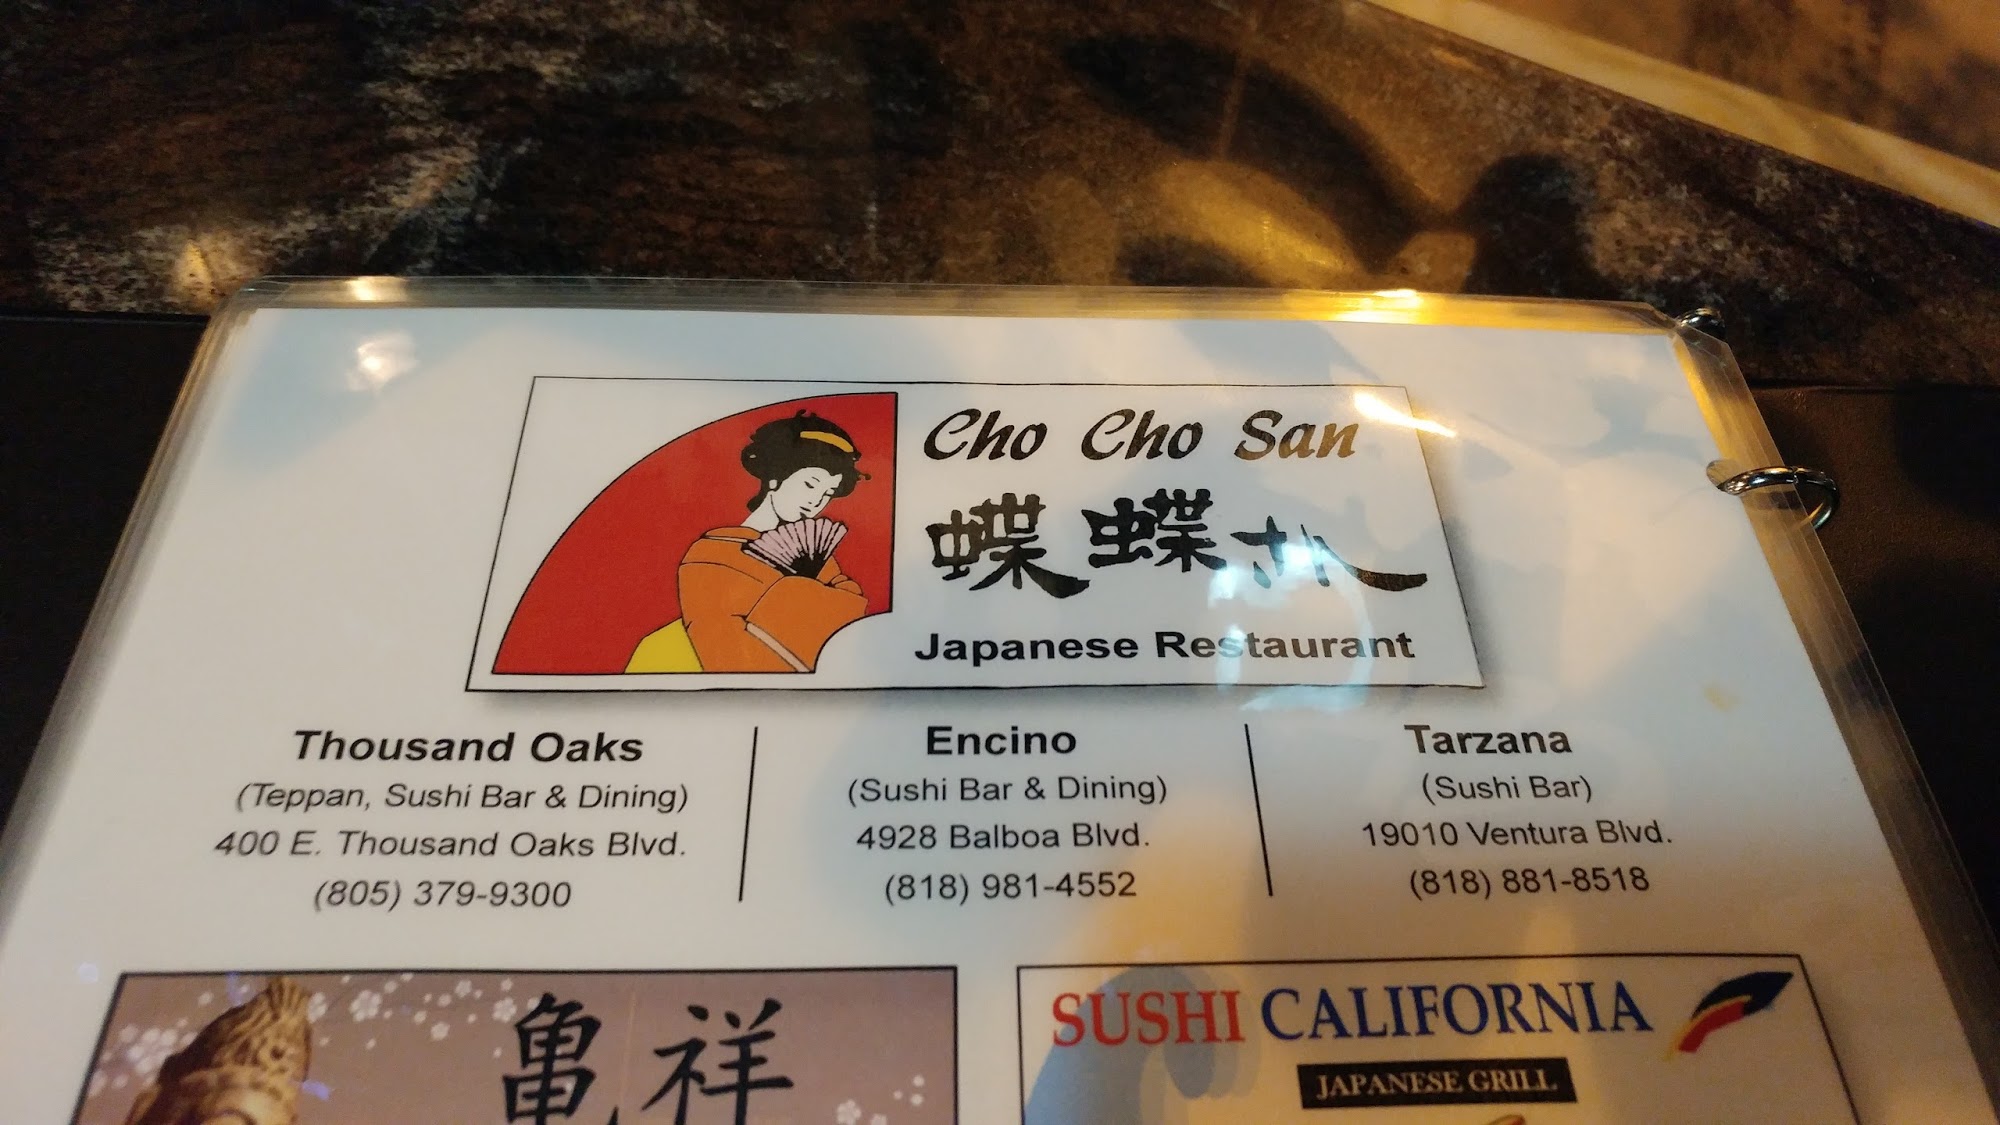 Cho Cho San
蝶蝶さん
Japanese Restaurant
Thousand Oaks
(Teppan, Sushi Bar & Dining)
400 E. Thousand Oaks Blvd.
(805) 379-9300
Encino
(Sushi Bar & Dining)
4928 Balboa Blvd.
(818) 981-4552
Tarzana
(Sushi Bar)
19010 Ventura Blvd.
(818) 881-8518
亀祥
SUSHI CALIFORNIA
JAPANESE GRILL